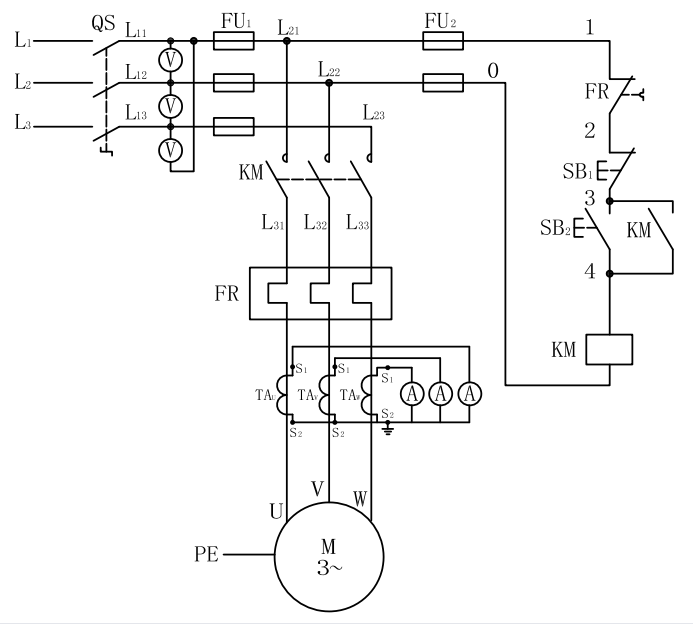 QS
L₁
L₁₁
FU₁
L₂₁
FU₂
1
L₂
V
L₁₂
L₂₂
0
FR
L₃
V
L₁₃
L₂₃
2
V
KM
SB₁
3
L₃₁
L₃₂
L₃₃
SB₂
KM
4
FR
KM
S₁
S₁
S₁
TAᵤ
TAᵥ
TA_W
A
A
A
S₂
S₂
S₂
U
V
W
PE
M
3~